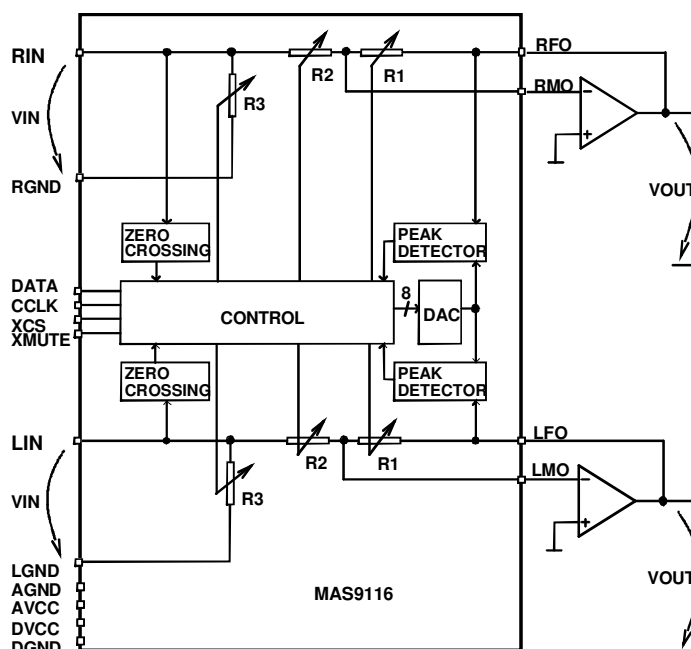 RIN
RFO
R2
R1
RMO
VIN
R3
−
+
RGND
VOUT
ZERO
CROSSING
PEAK
DETECTOR
DATA
CCLK
XCS
XMUTE
CONTROL
8
DAC
ZERO
CROSSING
PEAK
DETECTOR
LIN
LFO
R2
R1
LMO
VIN
R3
−
+
LGND
AGND
AVCC
DVCC
DGND
MAS9116
VOUT